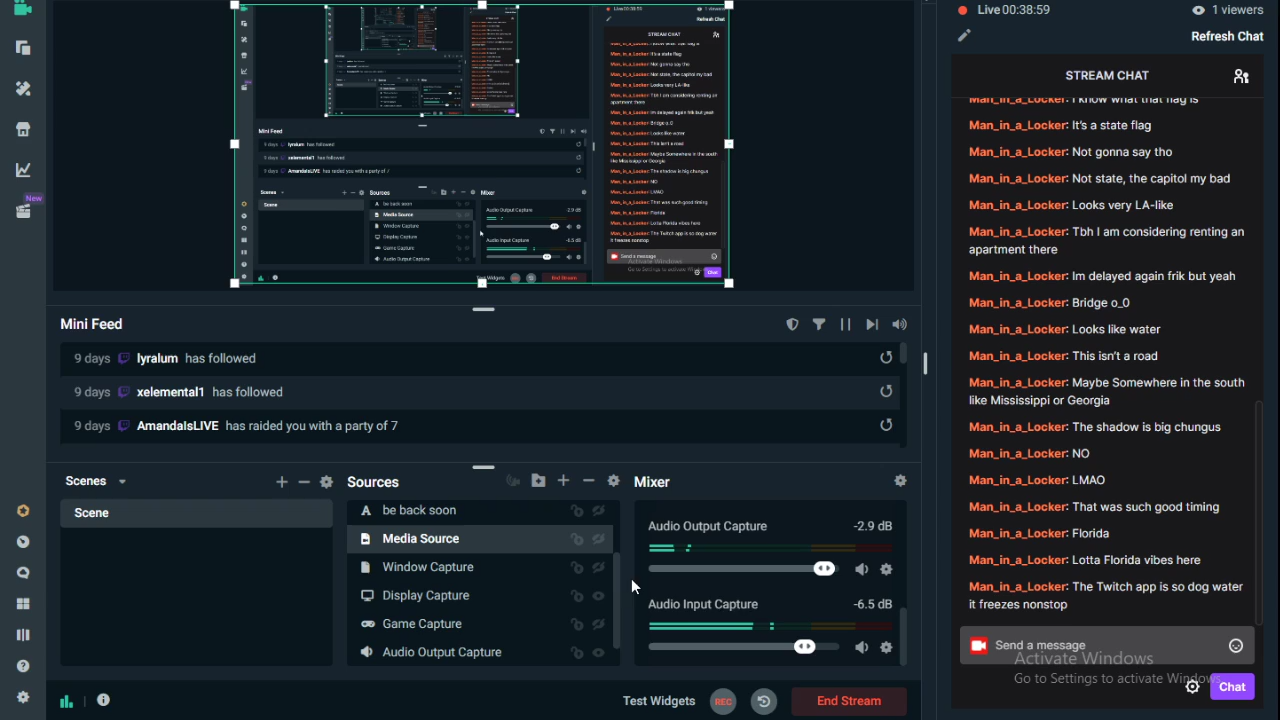 Live 00:38:59
1 viewers
Refresh Chat
STREAM CHAT
Man_in_a_Locker: I know what that flag is
Man_in_a_Locker: It's a state flag
Man_in_a_Locker: Not gonna say tho
Man_in_a_Locker: Not state, the capitol my bad
Man_in_a_Locker: Looks very LA-like
Man_in_a_Locker: Tbh I am considering renting an
apartment there
Man_in_a_Locker: Im delayed again frik but yeah
Man_in_a_Locker: Bridge o_0
Man_in_a_Locker: Looks like water
Man_in_a_Locker: This isn't a road
Man_in_a_Locker: Maybe Somewhere in the south
like Mississippi or Georgia
Man_in_a_Locker: The shadow is big chungus
Man_in_a_Locker: NO
Man_in_a_Locker: LMAO
Man_in_a_Locker: That was such good timing
Man_in_a_Locker: Florida
Man_in_a_Locker: Lotta Florida vibes here
Man_in_a_Locker: The Twitch app is so dog water
it freezes nonstop
Send a message
Activate Windows
Go to Settings to activate Windows.
Chat
New
Mini Feed
9 days lyralum has followed
9 days xelemental1 has followed
9 days AmandaIsLIVE has raided you with a party of 7
Scenes
Scene
Sources
be back soon
Media Source
Window Capture
Display Capture
Game Capture
Audio Output Capture
Mixer
Audio Output Capture -2.9 dB
Audio Input Capture -6.5 dB
Test Widgets
REC
End Stream